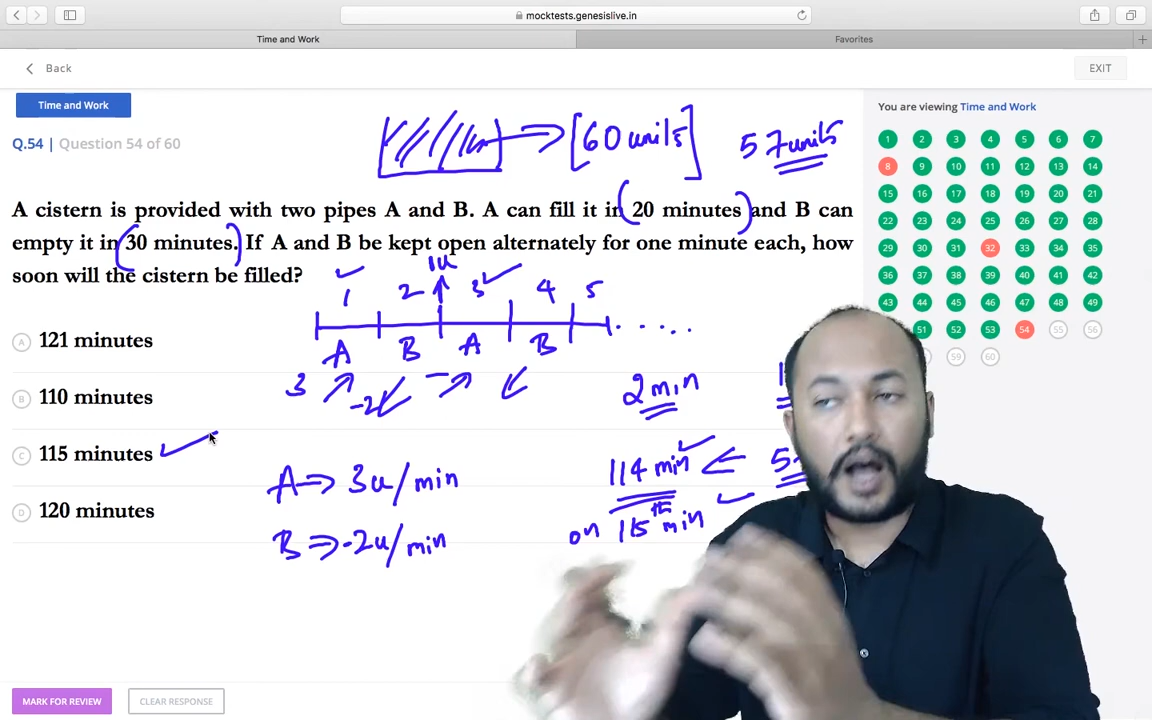 mocktests.genesislive.in
Time and Work
Favorites
Back
EXIT
Time and Work
You are viewing Time and Work
Q.54 | Question 54 of 60
[60 units]
57 units
1 2 3 4 5 6 7
8 9 10 11 12 13 14
15 16 17 18 19 20 21
22 23 24 25 26 27 28
29 30 31 32 33 34 35
36 37 38 39 40 41 42
43 44 45 46 47 48 49
51 52 53 54 55 56
59 60
A cistern is provided with two pipes A and B. A can fill it in 20 minutes and B can
empty it in 30 minutes. If A and B be kept open alternately for one minute each, how
soon will the cistern be filled?
1u
1 2 3 4 5
A B A B
3 -2
2 min
A 121 minutes
B 110 minutes
C 115 minutes
D 120 minutes
A ⇒ 3u/min
B ⇒ -2u/min
114 min
on 115th min
MARK FOR REVIEW
CLEAR RESPONSE